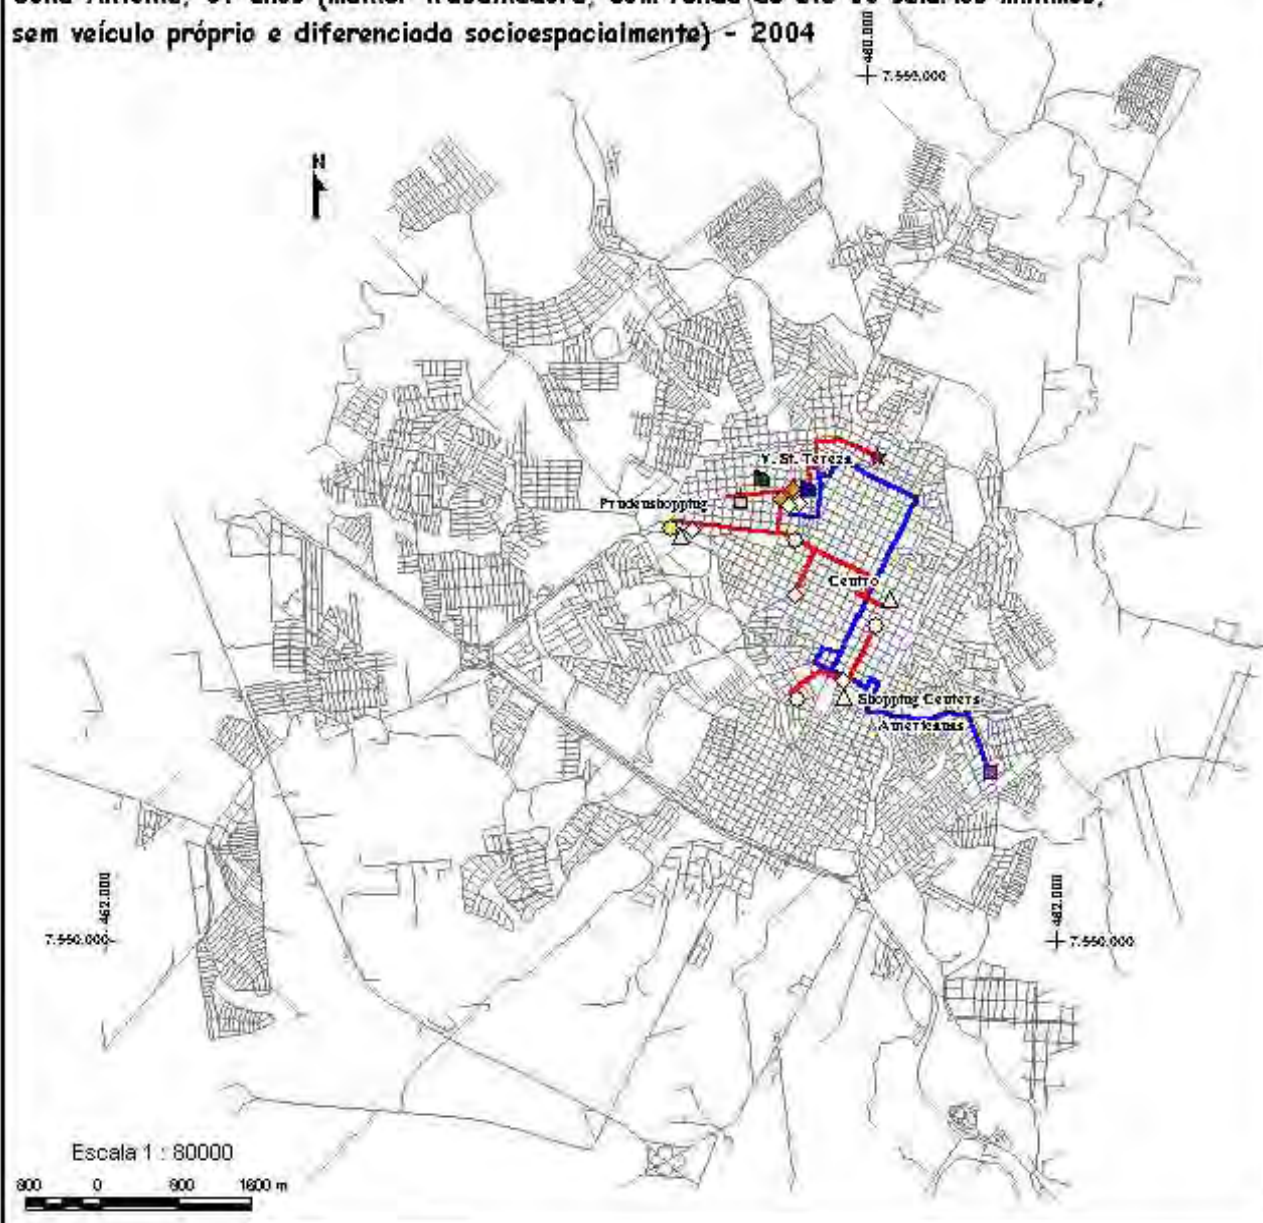 sem veículo próprio e diferenciada socioespacialmente) - 2004
480.000
7.555.000
N
V. St. Tereza
Prudenshopping
Centro
Shopping Centers
Americanas
462.000
7.550.000
482.000
7.550.000
Escala 1 : 80000
800 0 800 1600 m